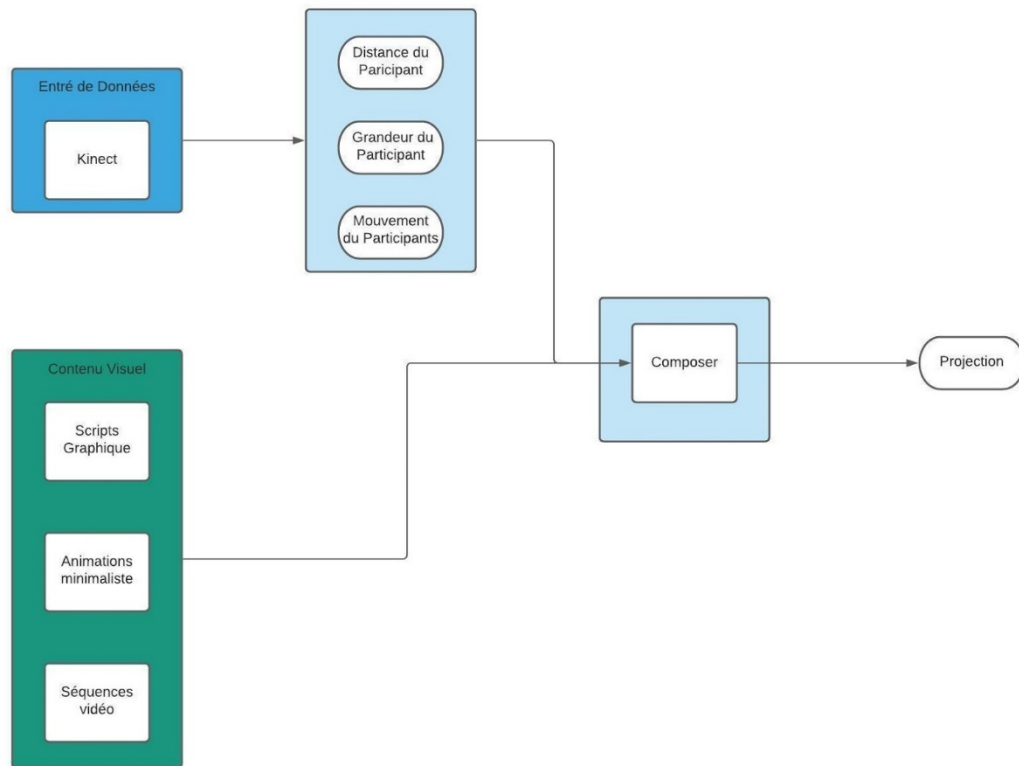 Entré de Données
Kinect
Distance du
Paricipant
Grandeur du
Participant
Mouvement
du Participants
Contenu Visuel
Scripts
Graphique
Animations
minimaliste
Séquences
vidéo
Composer
Projection